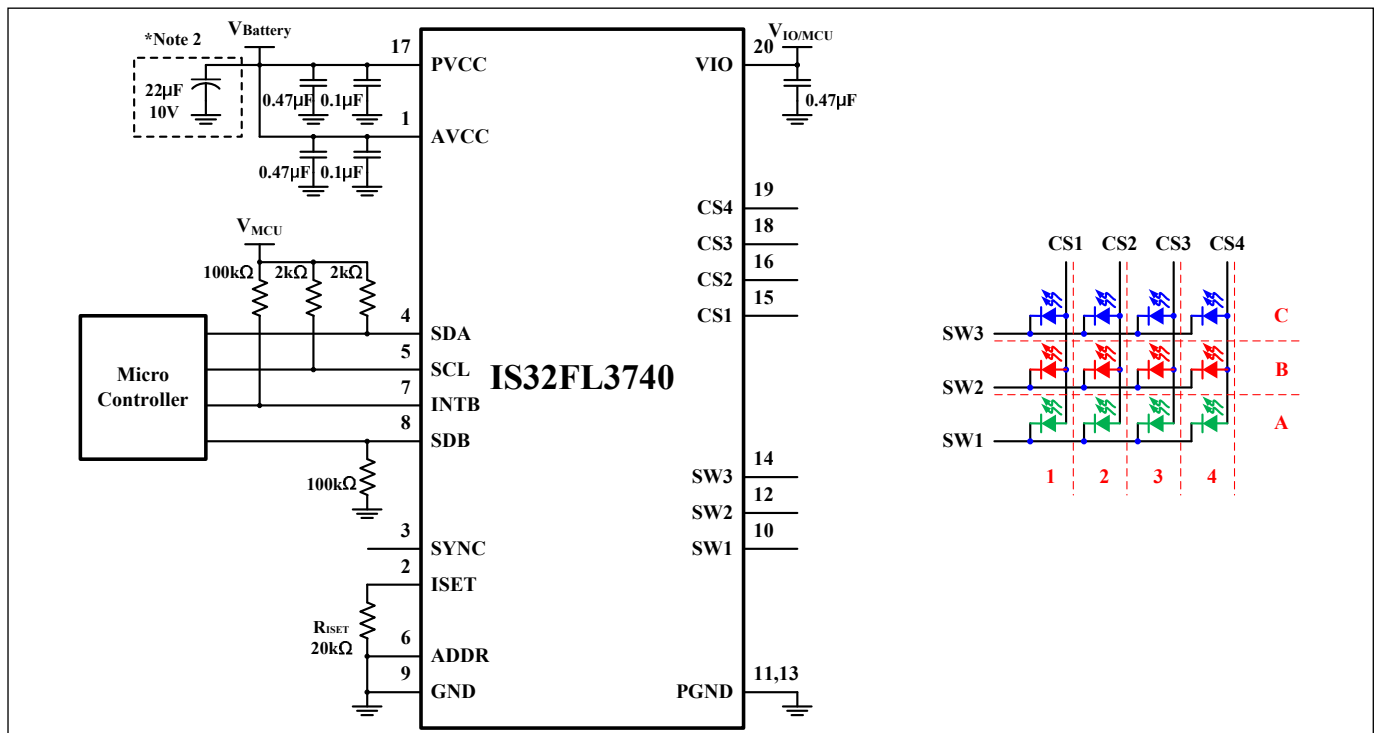 *Note 2
22μF
10V
VBattery
0.47μF
0.1μF
0.47μF
0.1μF
17
PVCC
1
AVCC
VMCU
100kΩ
2kΩ
2kΩ
Micro
Controller
4
SDA
5
SCL
7
INTB
8
SDB
100kΩ
3
SYNC
2
ISET
RISET
20kΩ
6
ADDR
9
GND
IS32FL3740
VIO/MCU
20
VIO
0.47μF
19
CS4
18
CS3
16
CS2
15
CS1
14
SW3
12
SW2
10
SW1
11,13
PGND
CS1 CS2 CS3 CS4
SW3 C
SW2 B
SW1 A
1 2 3 4